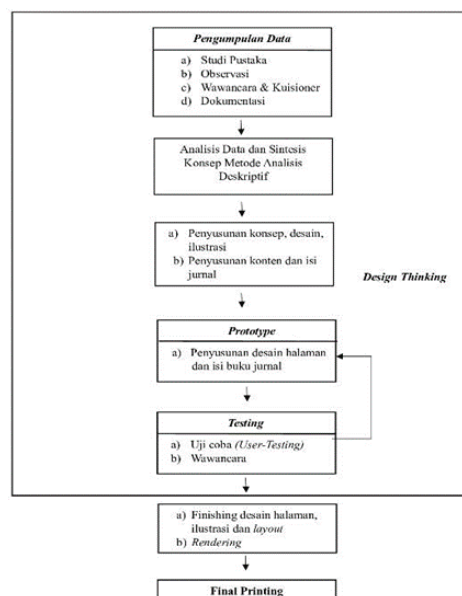 Pengumpulan Data
a) Studi Pustaka
b) Observasi
c) Wawancara & Kuisioner
d) Dokumentasi
Analisis Data dan Sintesis
Konsep Metode Analisis
Deskriptif
a) Penyusunan konsep, desain,
ilustrasi
b) Penyusunan konten dan isi
jurnal
Design Thinking
Prototype
a) Penyusunan desain halaman
dan isi buku jurnal
Testing
a) Uji coba (User-Testing)
b) Wawancara
a) Finishing desain halaman,
ilustrasi dan layout
b) Rendering
Final Printing